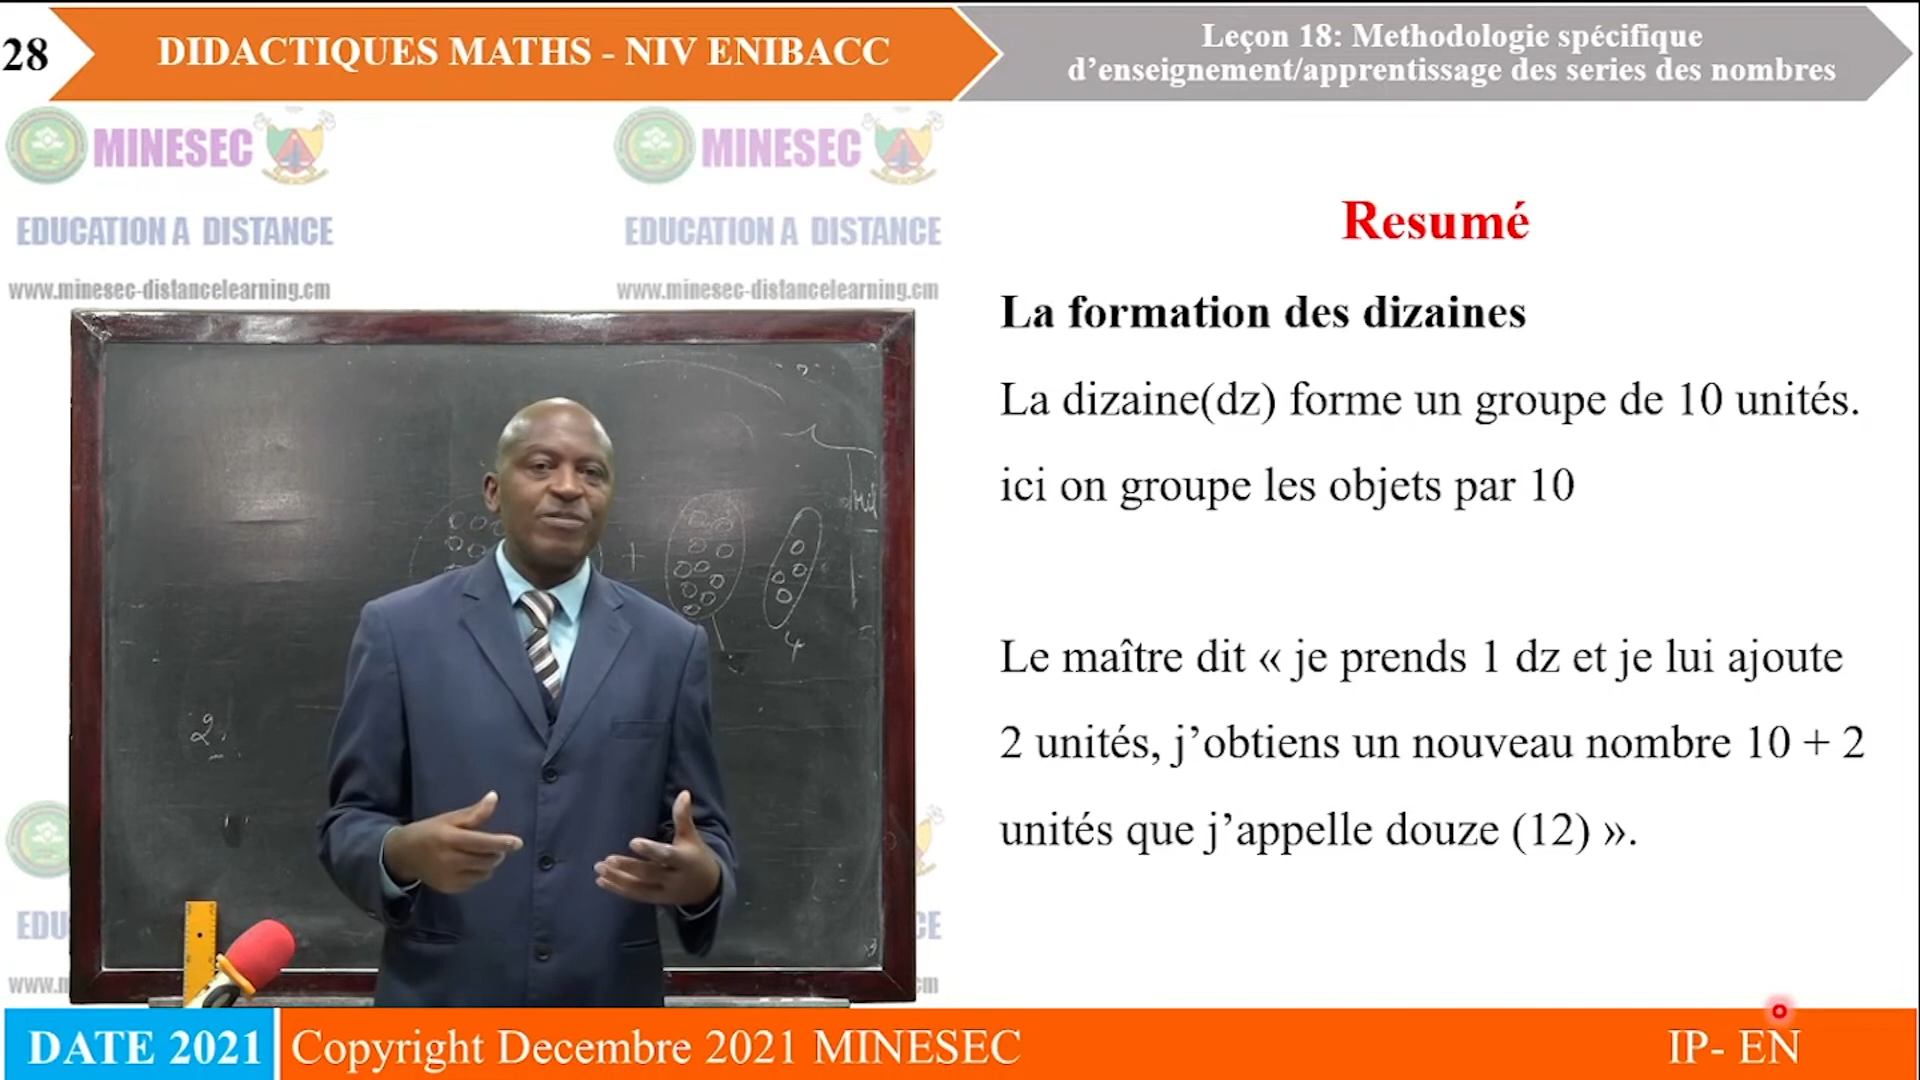 28
DIDACTIQUES MATHS - NIV ENIBACC
Leçon 18: Methodologie spécifique
d’enseignement/apprentissage des series des nombres
MINESEC
MINESEC
EDUCATION A DISTANCE
EDUCATION A DISTANCE
www.minesec-distancelearning.cm
www.minesec-distancelearning.cm
Resumé
La formation des dizaines
La dizaine(dz) forme un groupe de 10 unités.
ici on groupe les objets par 10
Le maître dit « je prends 1 dz et je lui ajoute
2 unités, j’obtiens un nouveau nombre 10 + 2
unités que j’appelle douze (12) ».
+
4
2
DATE 2021
Copyright Decembre 2021 MINESEC
IP- EN